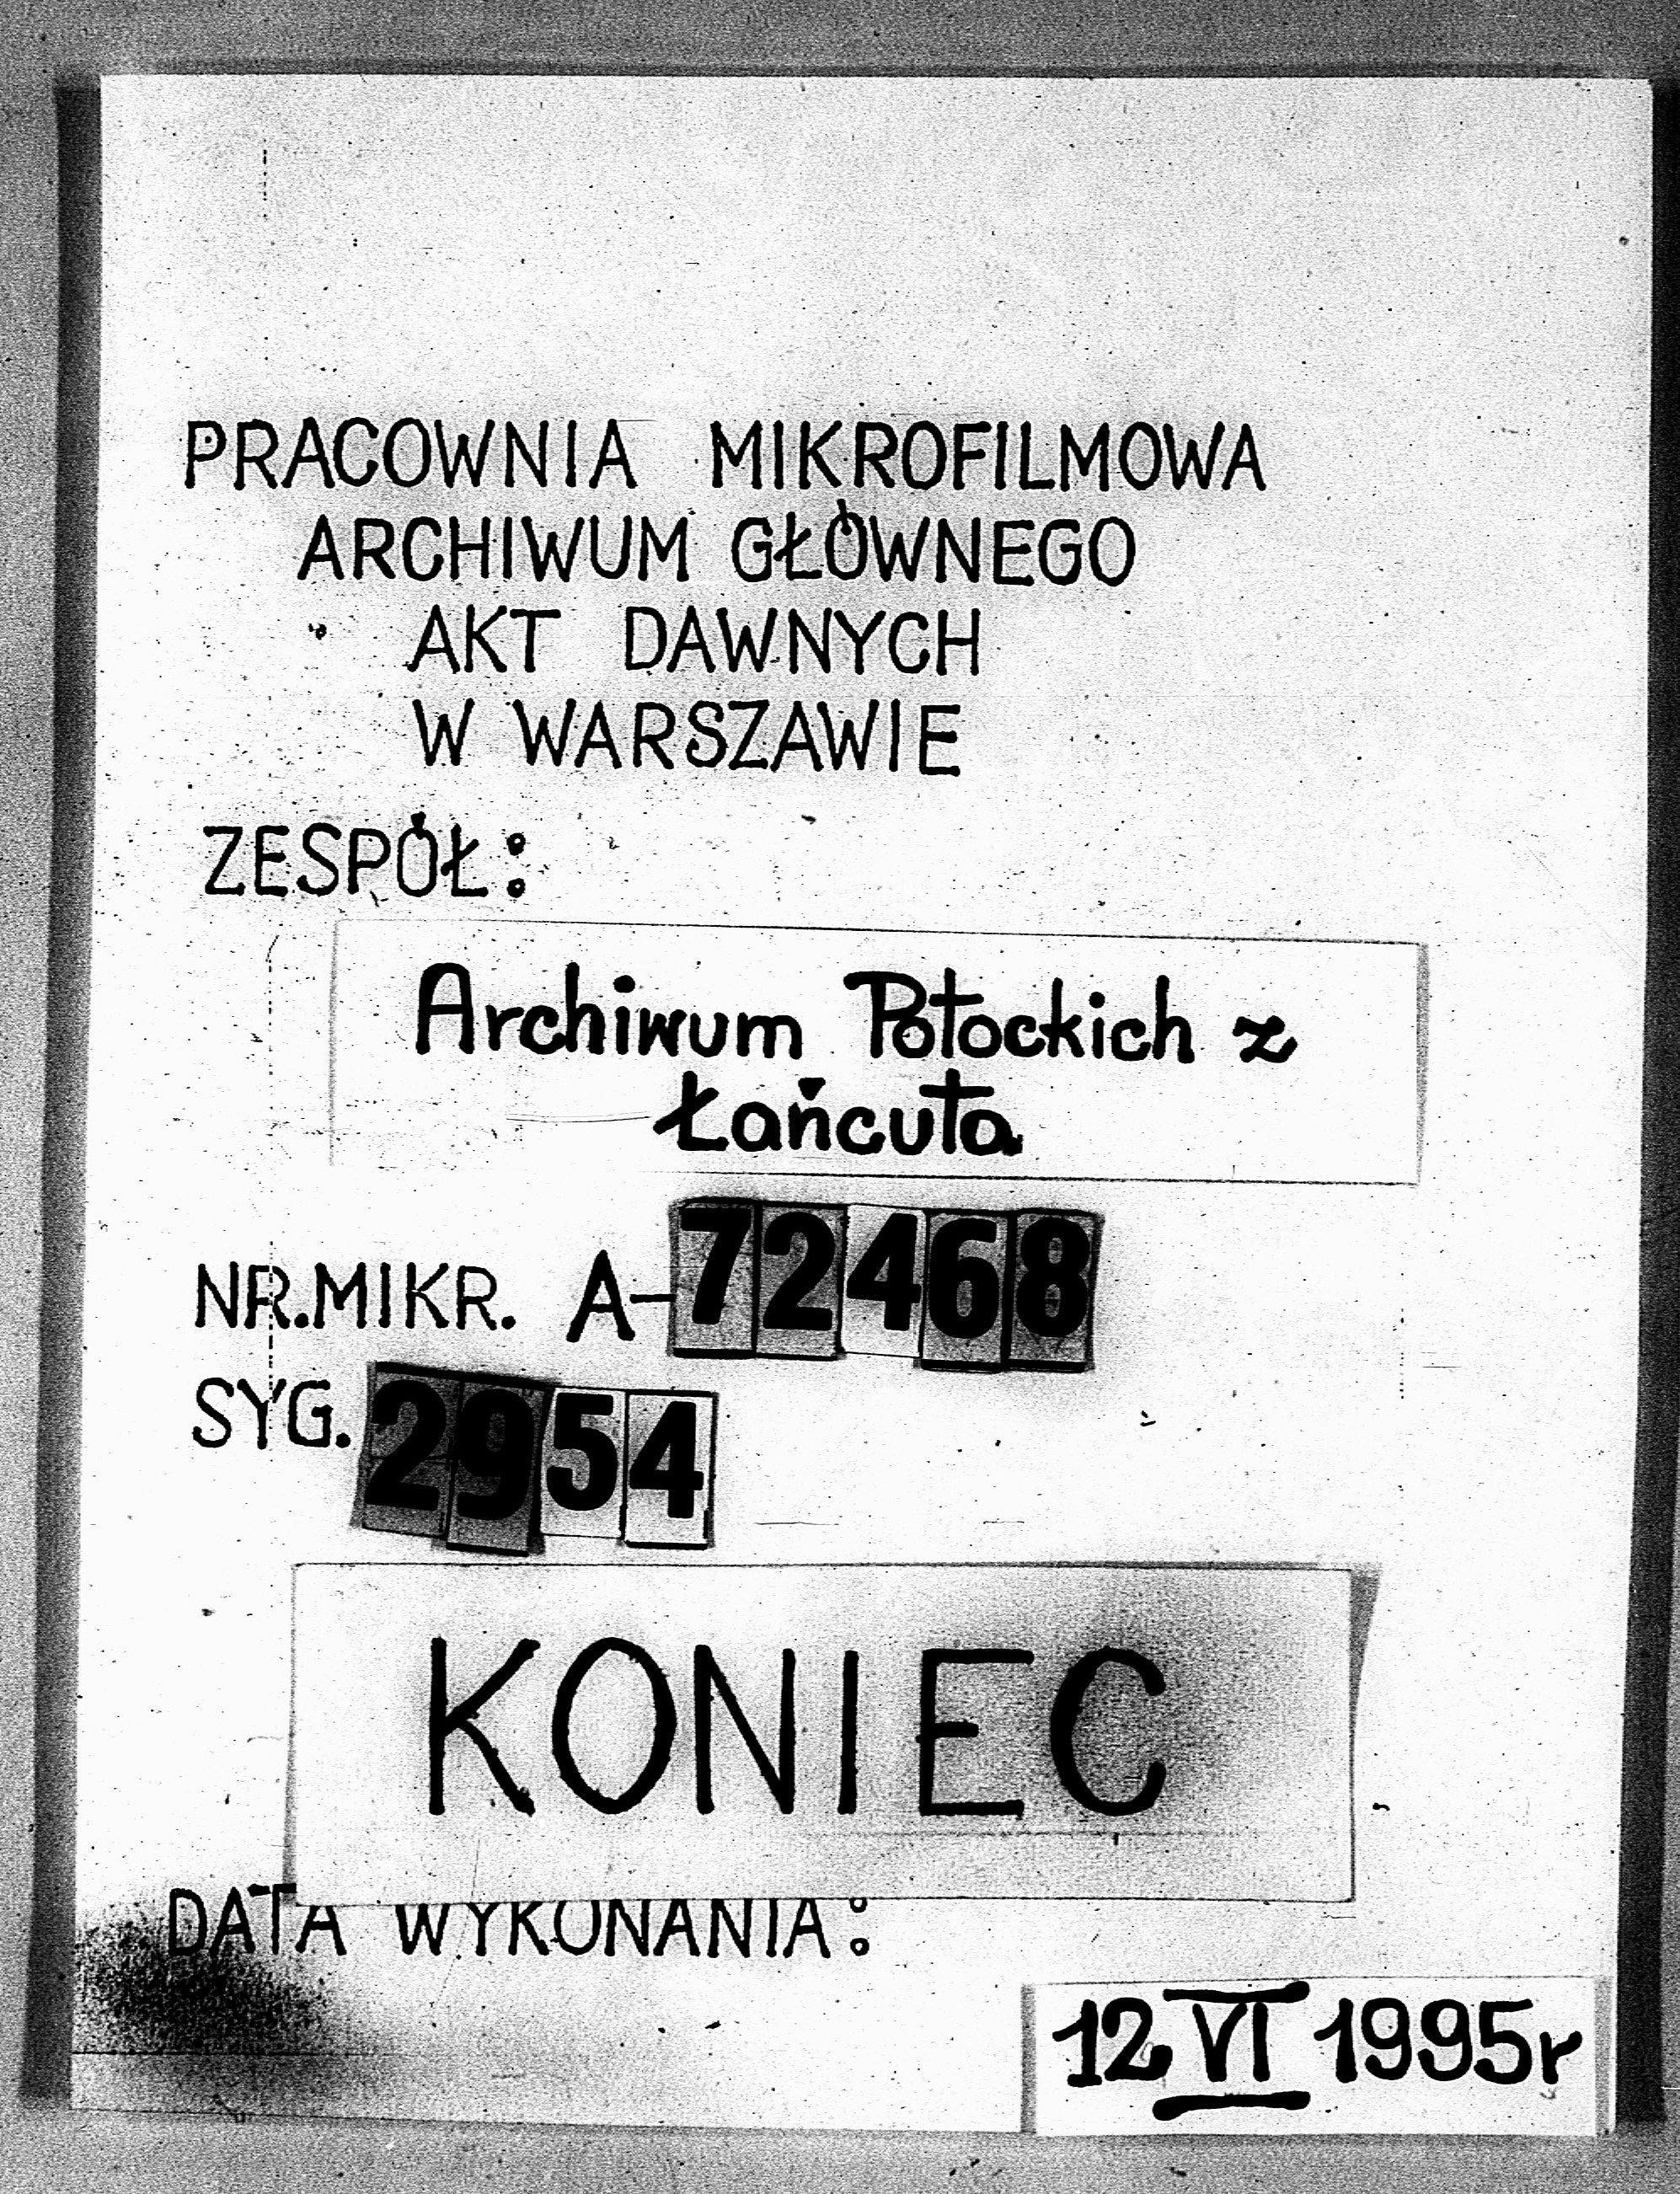 PRACOWNIA MIKROFILMOWA
ARCHIWUM GŁÓWNEGO
AKT DAWNYCH
W WARSZAWIE
ZESPÓŁ:
Archiwum Potockich z
Łańcuta
NR.MIKR. A-72468
SYG. 2954
KONIEC
DATA WYKONANIA:
12 VI 1995r